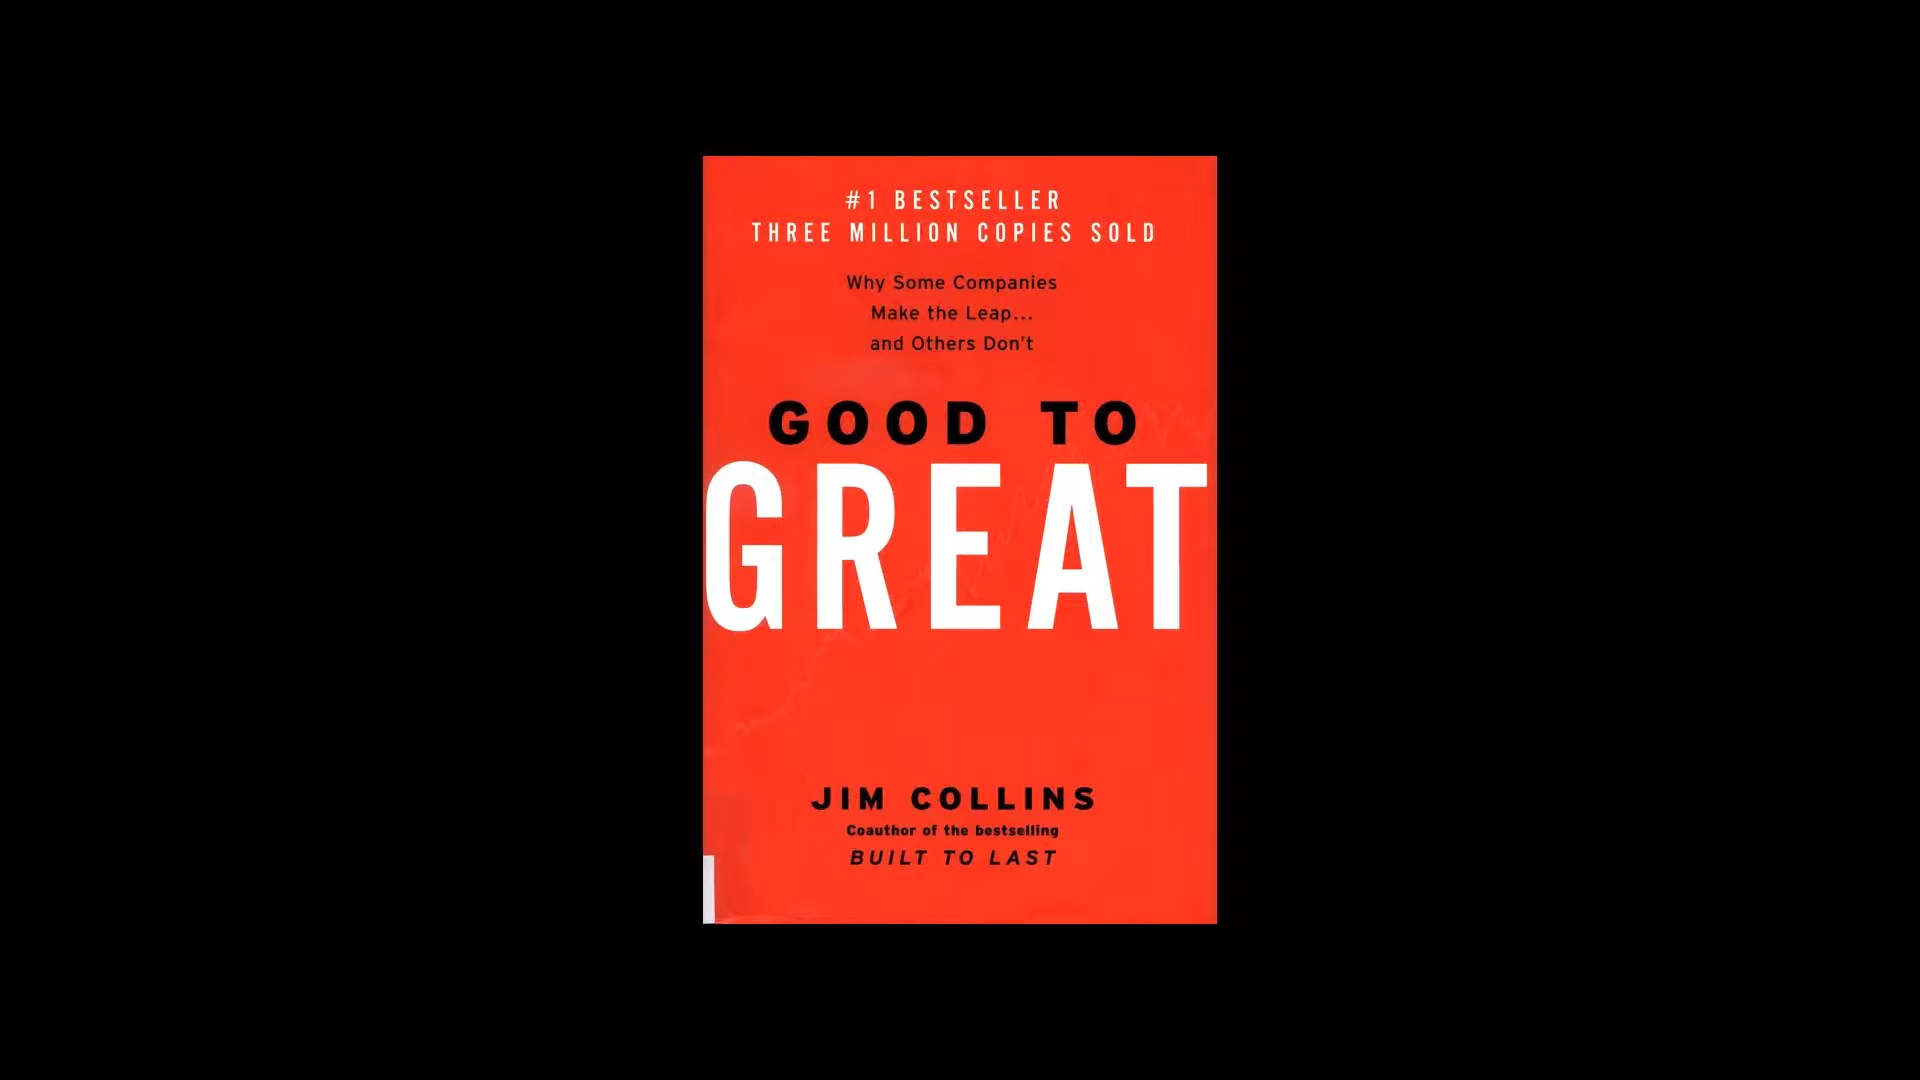 #1 BESTSELLER
THREE MILLION COPIES SOLD
Why Some Companies
Make the Leap...
and Others Don't
GOOD TO
GREAT
JIM COLLINS
Coauthor of the bestselling
BUILT TO LAST